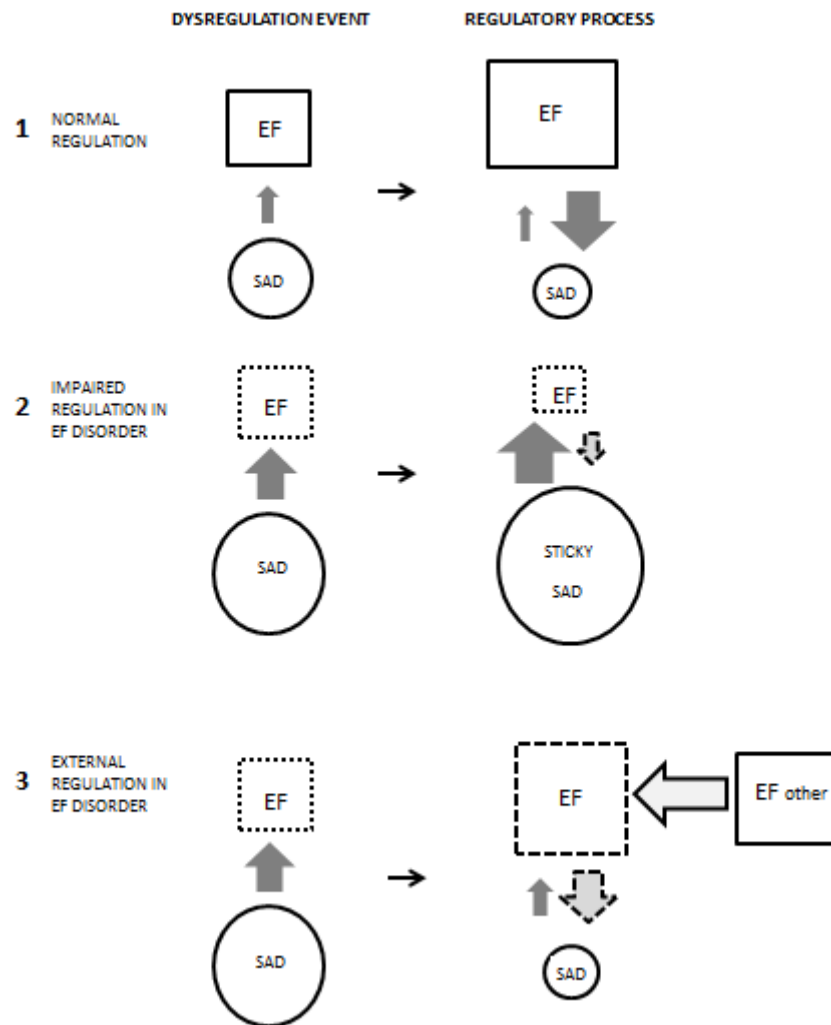 DYSREGULATION EVENT
REGULATORY PROCESS
1
NORMAL
REGULATION
EF
EF
SAD
SAD
2
IMPAIRED
REGULATION IN
EF DISORDER
EF
EF
SAD
STICKY
SAD
3
EXTERNAL
REGULATION IN
EF DISORDER
EF
EF
EF other
SAD
SAD